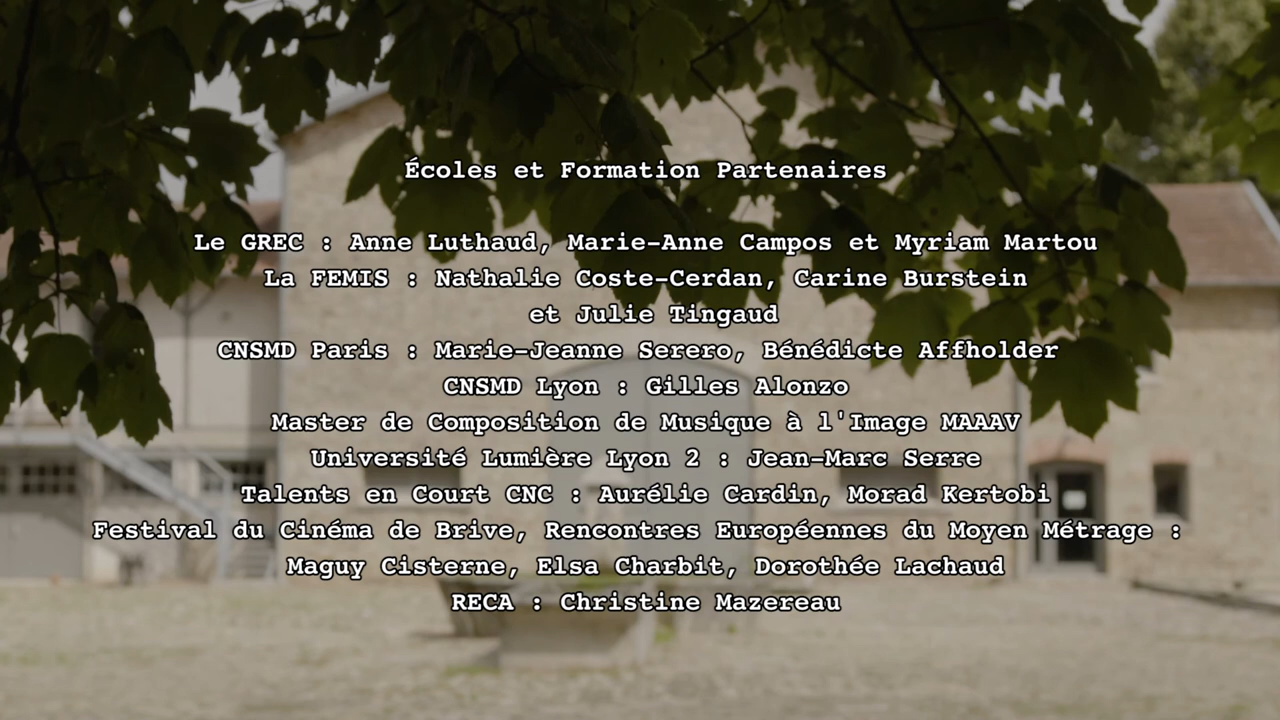 Écoles et Formation Partenaires
Le GREC : Anne Luthaud, Marie-Anne Campos et Myriam Martou
La FEMIS : Nathalie Coste-Cerdan, Carine Burstein
et Julie Tingaud
CNSMD Paris : Marie-Jeanne Serero, Bénédicte Affholder
CNSMD Lyon : Gilles Alonzo
Master de Composition de Musique à l'Image MAAAV
Université Lumière Lyon 2 : Jean-Marc Serre
Talents en Court CNC : Aurélie Cardin, Morad Kertobi
Festival du Cinéma de Brive, Rencontres Européennes du Moyen Métrage :
Maguy Cisterne, Elsa Charbit, Dorothée Lachaud
RECA : Christine Mazereau